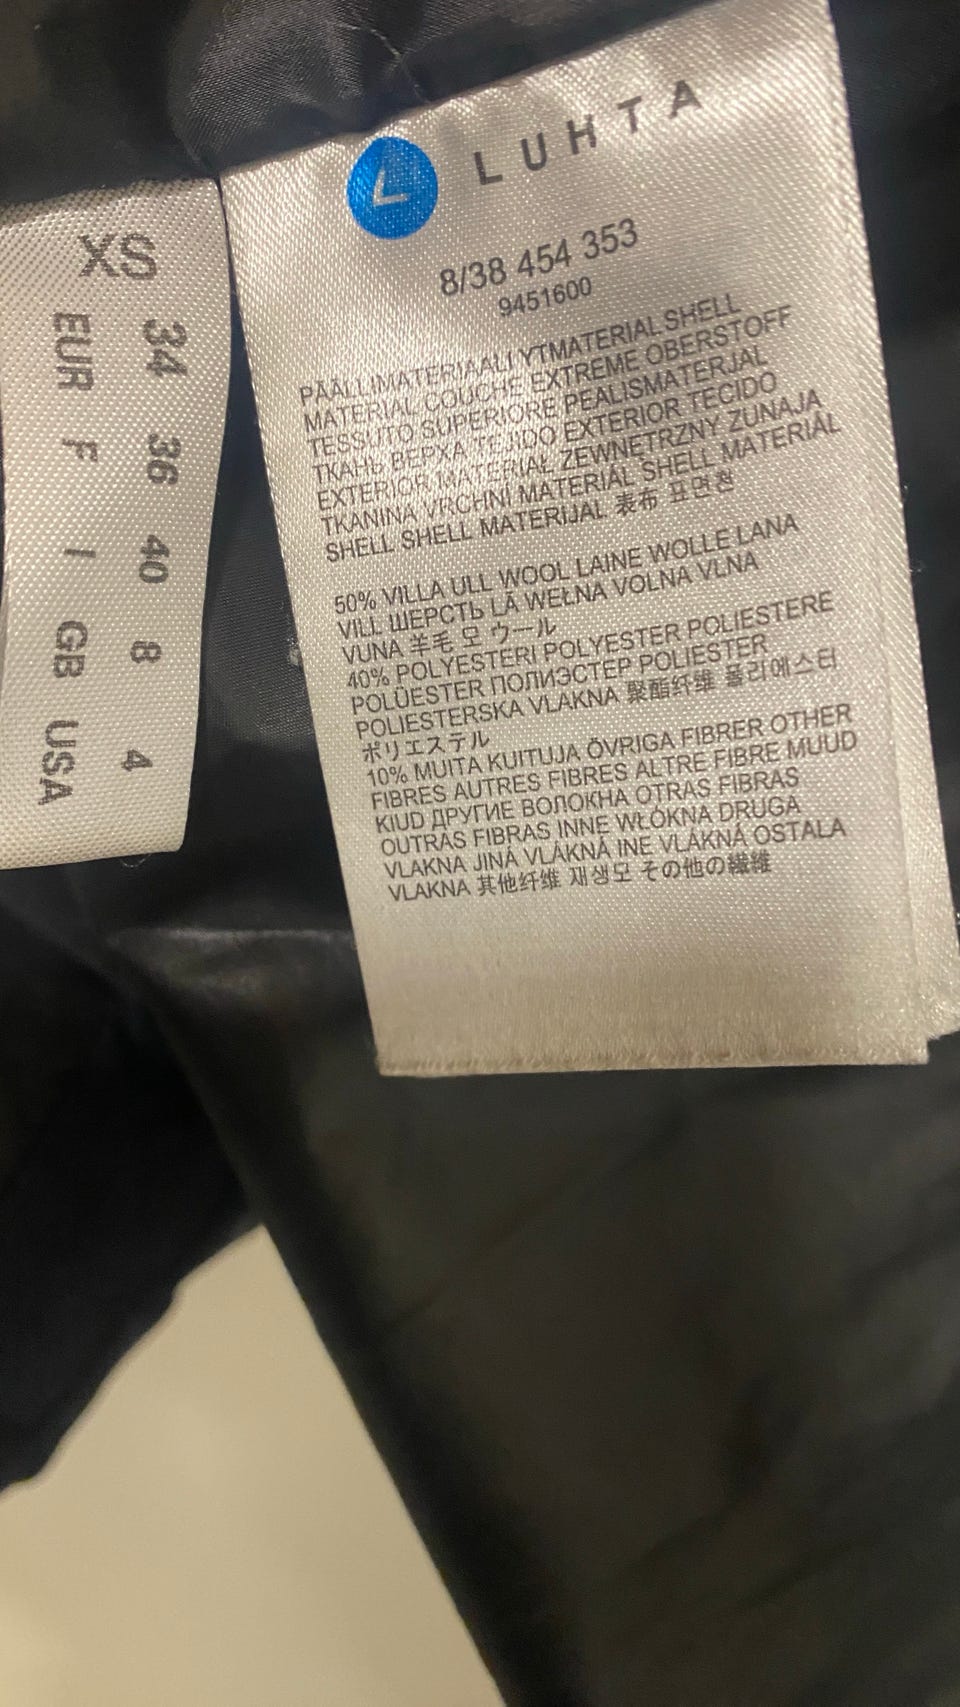 XS
EUR 34
F 36
I 40
GB 8
USA 4
L LUHTA
8/38 454 353
9451600
PÄÄLLIMATERIAALI YTMATERIAL SHELL
MATERIAL COUCHE EXTREME OBERSTOFF
TESSUTO SUPERIORE PEALISMATERJAL
ТКАНЬ ВЕРХА TEJIDO EXTERIOR TECIDO
EXTERIOR MATERIAŁ ZEWNĘTRZNY ZUNAJA
TKANINA VRCHNÍ MATERIÁL SHELL MATERIÁL
SHELL SHELL MATERIJAL 表布 표면천
50% VILLA ULL WOOL LAINE WOLLE LANA
VILL ШЕРСТЬ LÃ WEŁNA VOLNA VLNA
VUNA 羊毛 모 ウール
40% POLYESTERI POLYESTER POLIESTERE
POLÜESTER ПОЛИЭСТЕР POLIESTER
POLIESTERSKA VLAKNA 聚酯纤维 폴리에스터
ポリエステル
10% MUITA KUITUJA ÖVRIGA FIBRER OTHER
FIBRES AUTRES FIBRES ALTRE FIBRE MUUD
KIUD ДРУГИЕ ВОЛОКНА OTRAS FIBRAS
OUTRAS FIBRAS INNE WŁÓKNA DRUGA
VLAKNA JINÁ VLÁKNÁ INE VLÁKNÁ OSTALA
VLAKNA 其他纤维 재생모 その他の繊維